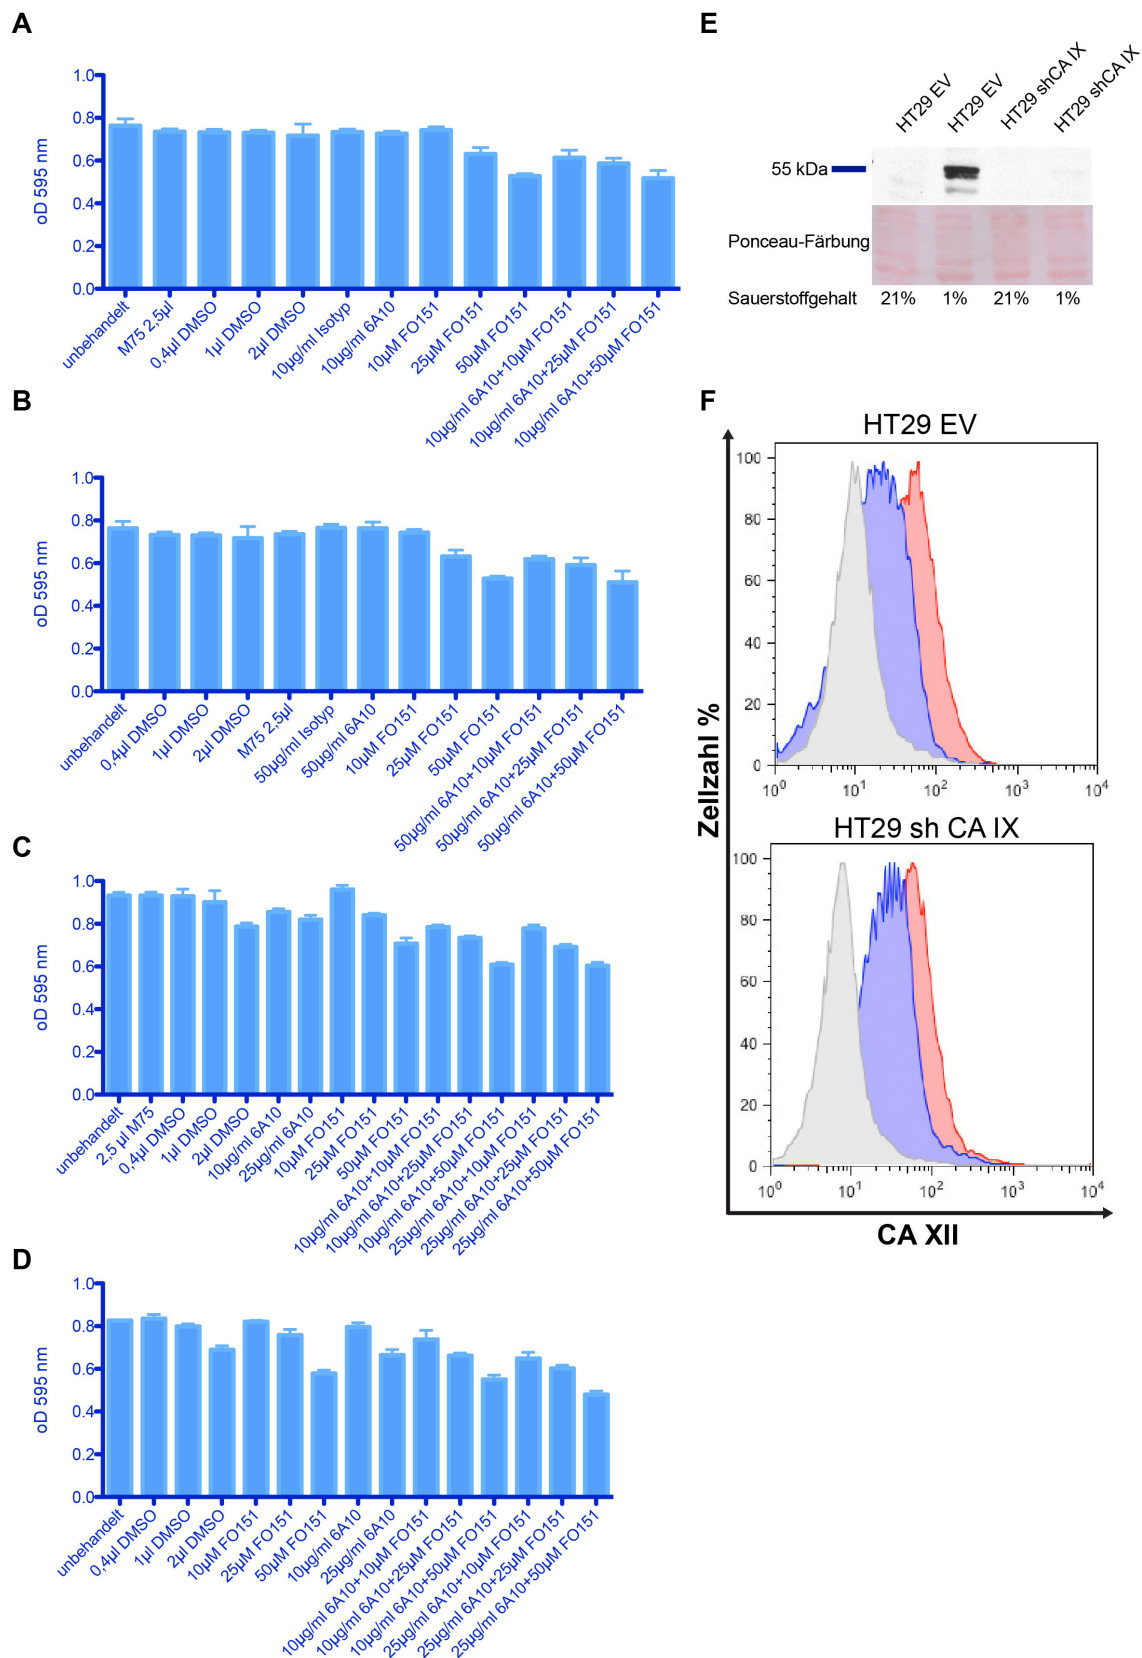 A
1.0
0.8
0.6
0.4
0.2
0.0
oD 595 nm
unbehandelt
M75 2,5µl
0,4µl DMSO
1µl DMSO
2µl DMSO
10µg/ml Isotyp
10µg/ml 6A10
10µM FO151
25µM FO151
50µM FO151
10µg/ml 6A10+10µM FO151
10µg/ml 6A10+25µM FO151
10µg/ml 6A10+50µM FO151
B
1.0
0.8
0.6
0.4
0.2
0.0
oD 595 nm
unbehandelt
0,4µl DMSO
1µl DMSO
2µl DMSO
M75 2,5µl
50µg/ml Isotyp
50µg/ml 6A10
10µM FO151
25µM FO151
50µM FO151
50µg/ml 6A10+10µM FO151
50µg/ml 6A10+25µM FO151
50µg/ml 6A10+50µM FO151
C
1.0
0.8
0.6
0.4
0.2
0.0
oD 595 nm
unbehandelt
2,5 µl M75
0,4µl DMSO
1µl DMSO
2µl DMSO
10µg/ml 6A10
25µg/ml 6A10
10µM FO151
25µM FO151
50µM FO151
10µg/ml 6A10+10µM FO151
10µg/ml 6A10+25µM FO151
10µg/ml 6A10+50µM FO151
25µg/ml 6A10+10µM FO151
25µg/ml 6A10+25µM FO151
25µg/ml 6A10+50µM FO151
D
1.0
0.8
0.6
0.4
0.2
0.0
oD 595 nm
unbehandelt
0,4µl DMSO
1µl DMSO
2µl DMSO
10µM FO151
25µM FO151
50µM FO151
10µg/ml 6A10
25µg/ml 6A10
10µg/ml 6A10+10µM FO151
10µg/ml 6A10+25µM FO151
10µg/ml 6A10+50µM FO151
25µg/ml 6A10+10µM FO151
25µg/ml 6A10+25µM FO151
25µg/ml 6A10+50µM FO151
E
HT29 EV
HT29 EV
HT29 shCA IX
HT29 shCA IX
55 kDa
Ponceau-Färbung
Sauerstoffgehalt 21% 1% 21% 1%
F
HT29 EV
100
80
60
40
20
0
10⁰ 10¹ 10² 10³ 10⁴
HT29 sh CA IX
100
80
60
40
20
0
10⁰ 10¹ 10² 10³ 10⁴
Zellzahl %
CA XII